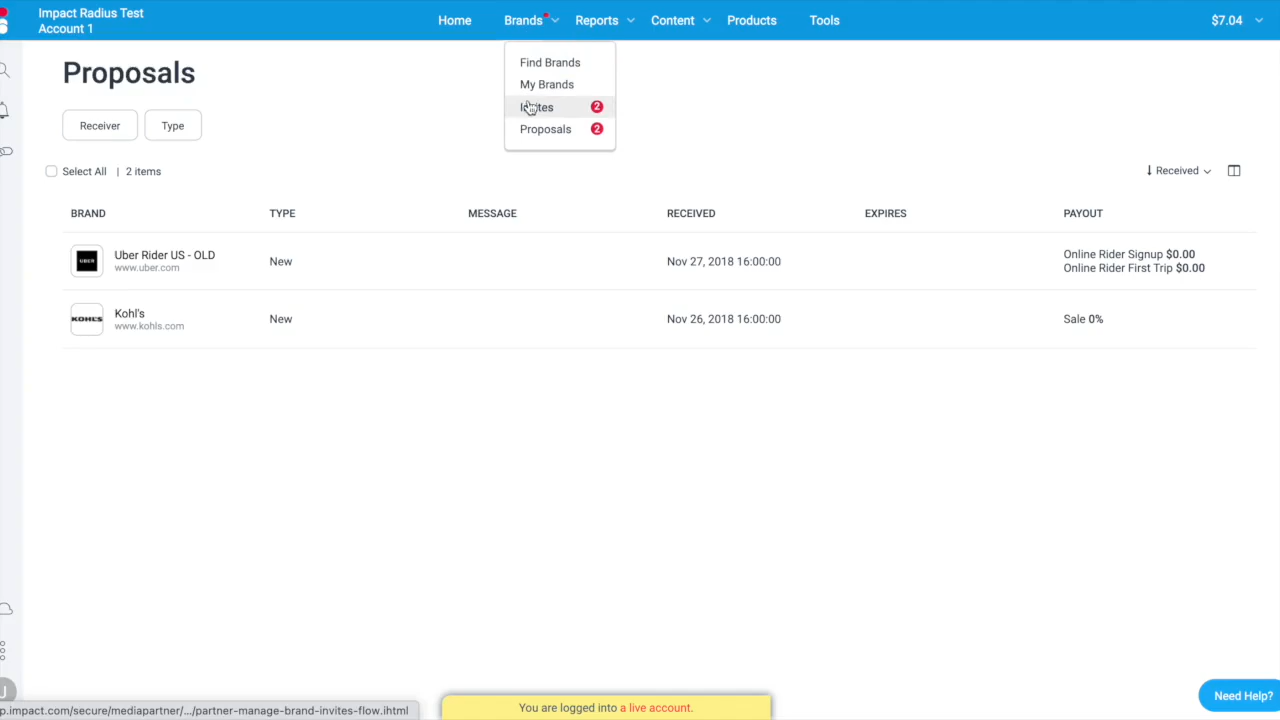 Impact Radius Test
Account 1
Home
Brands
Reports
Content
Products
Tools
$7.04
Find Brands
My Brands
Invites 2
Proposals 2
Proposals
Receiver
Type
Select All | 2 items
Received
BRAND TYPE MESSAGE RECEIVED EXPIRES PAYOUT
UBER
Uber Rider US - OLD
www.uber.com
New
Nov 27, 2018 16:00:00
Online Rider Signup $0.00
Online Rider First Trip $0.00
KOHL'S
Kohl's
www.kohls.com
New
Nov 26, 2018 16:00:00
Sale 0%
J
p.impact.com/secure/mediapartner/.../partner-manage-brand-invites-flow.ihtml
You are logged into a live account.
Need Help?